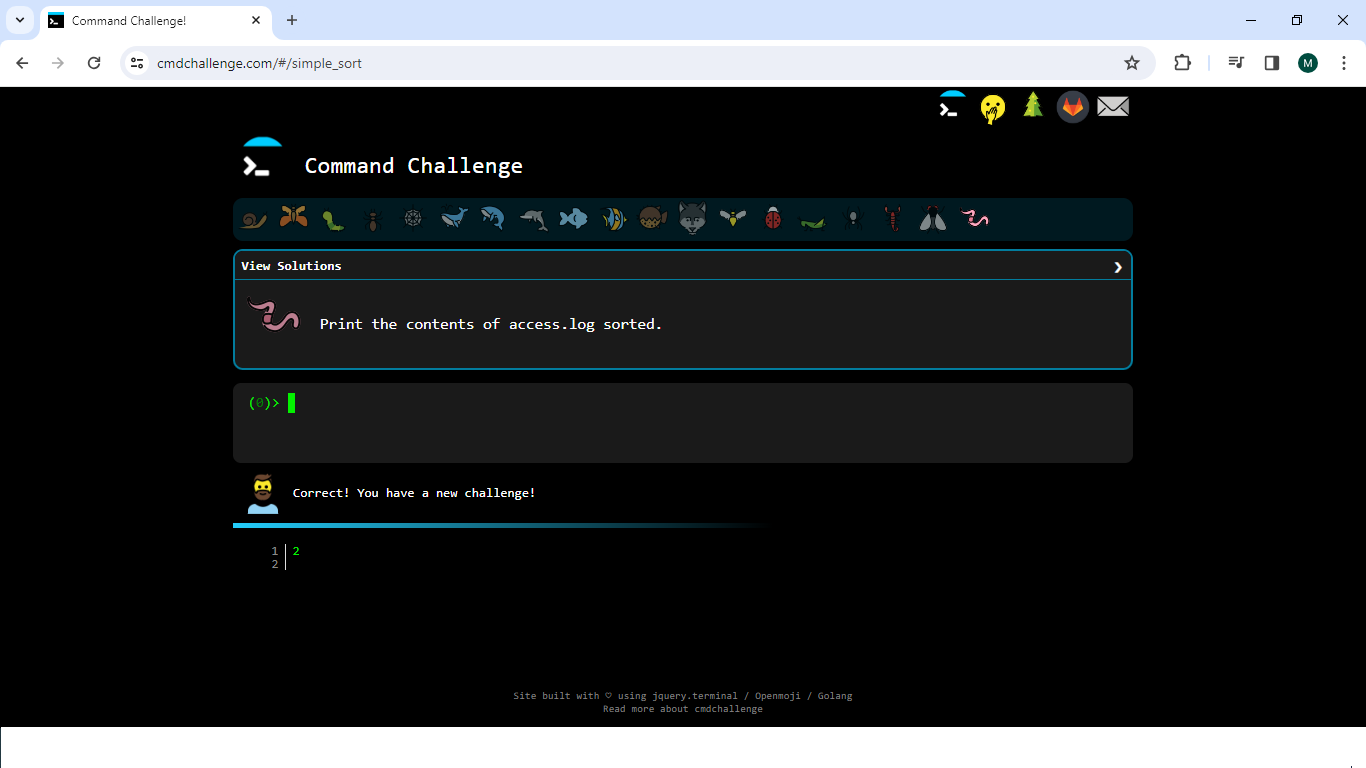 Command Challenge!
cmdchallenge.com/#/simple_sort
M
Command Challenge
View Solutions
Print the contents of access.log sorted.
(0)>
Correct! You have a new challenge!
1 2
2
Site built with ♡ using jquery.terminal / Openmoji / Golang
Read more about cmdchallenge